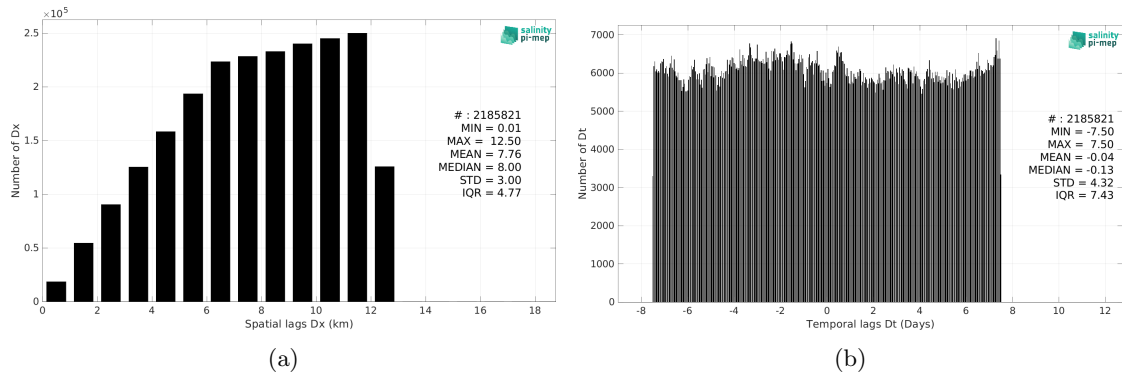 ×10⁵
2.5
2
1.5
1
0.5
0
Number of Dx
0 2 4 6 8 10 12 14 16 18
Spatial lags Dx (km)
salinity
pi-mep
# : 2185821
MIN = 0.01
MAX = 12.50
MEAN = 7.76
MEDIAN = 8.00
STD = 3.00
IQR = 4.77
(a)
7000
6000
5000
4000
3000
2000
1000
0
Number of Dt
-8 -6 -4 -2 0 2 4 6 8 10 12
Temporal lags Dt (Days)
salinity
pi-mep
# : 2185821
MIN = -7.50
MAX = 7.50
MEAN = -0.04
MEDIAN = -0.13
STD = 4.32
IQR = 7.43
(b)